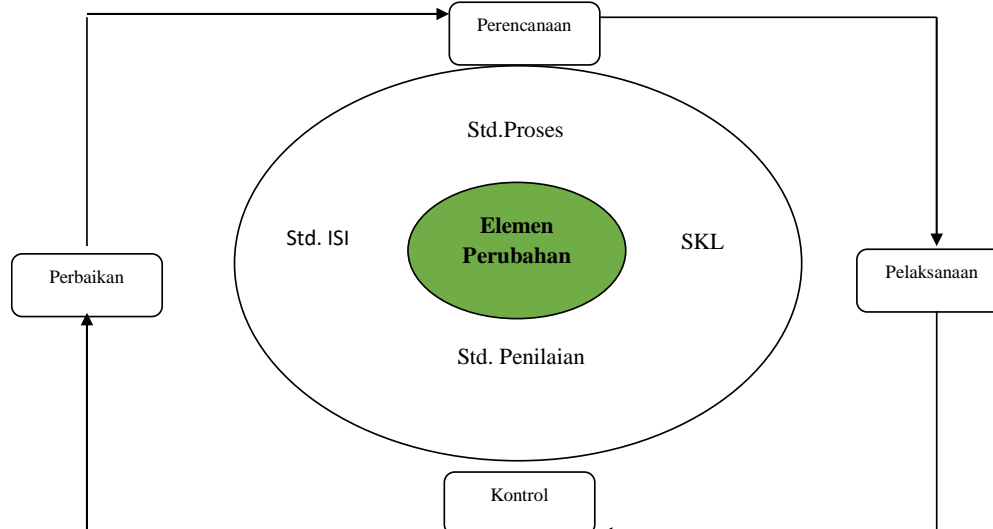 Perencanaan
Std.Proses
Std. ISI
Elemen
Perubahan
SKL
Perbaikan
Pelaksanaan
Std. Penilaian
Kontrol